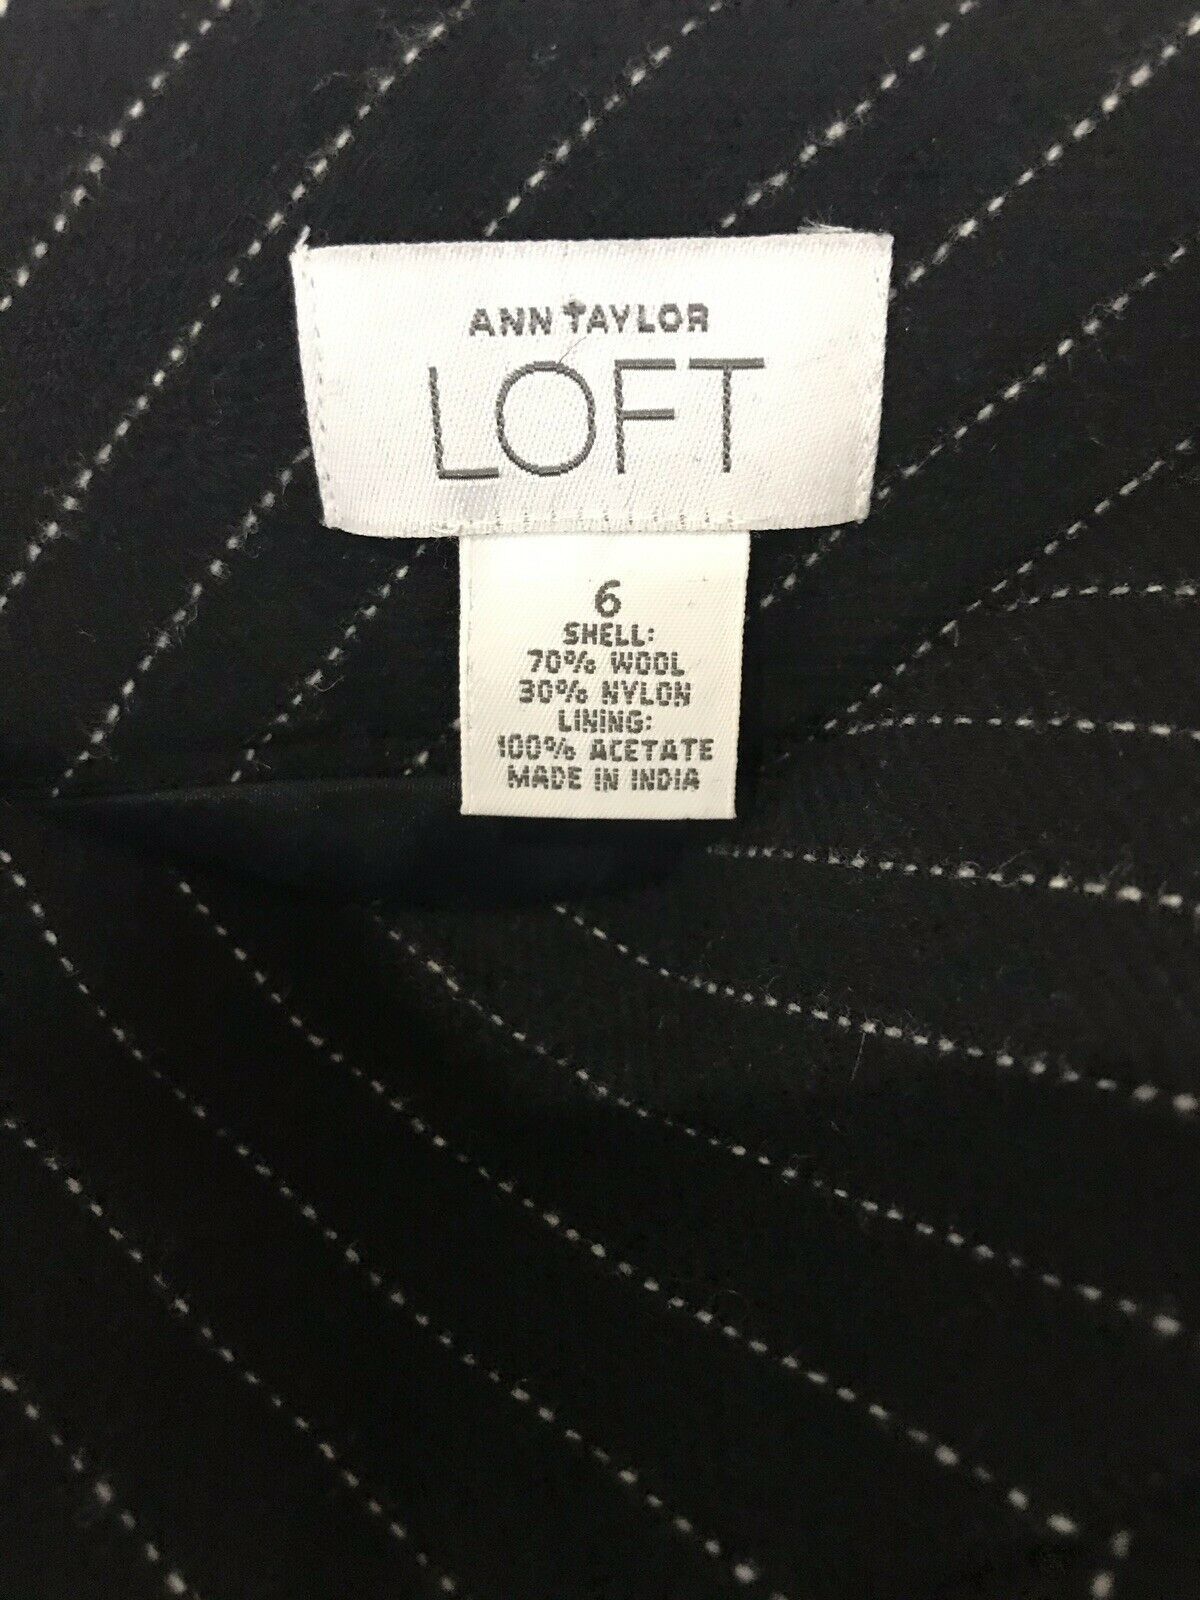 ANN TAYLOR
LOFT
6
SHELL:
70% WOOL
30% NYLON
LINING:
100% ACETATE
MADE IN INDIA